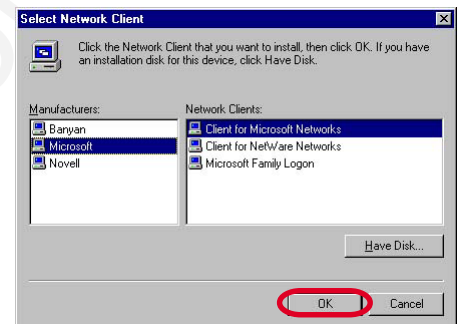 Select Network Client
Click the Network Client that you want to install, then click OK. If you have
an installation disk for this device, click Have Disk.
Manufacturers:
Banyan
Microsoft
Novell
Network Clients:
Client for Microsoft Networks
Client for NetWare Networks
Microsoft Family Logon
Have Disk...
OK
Cancel